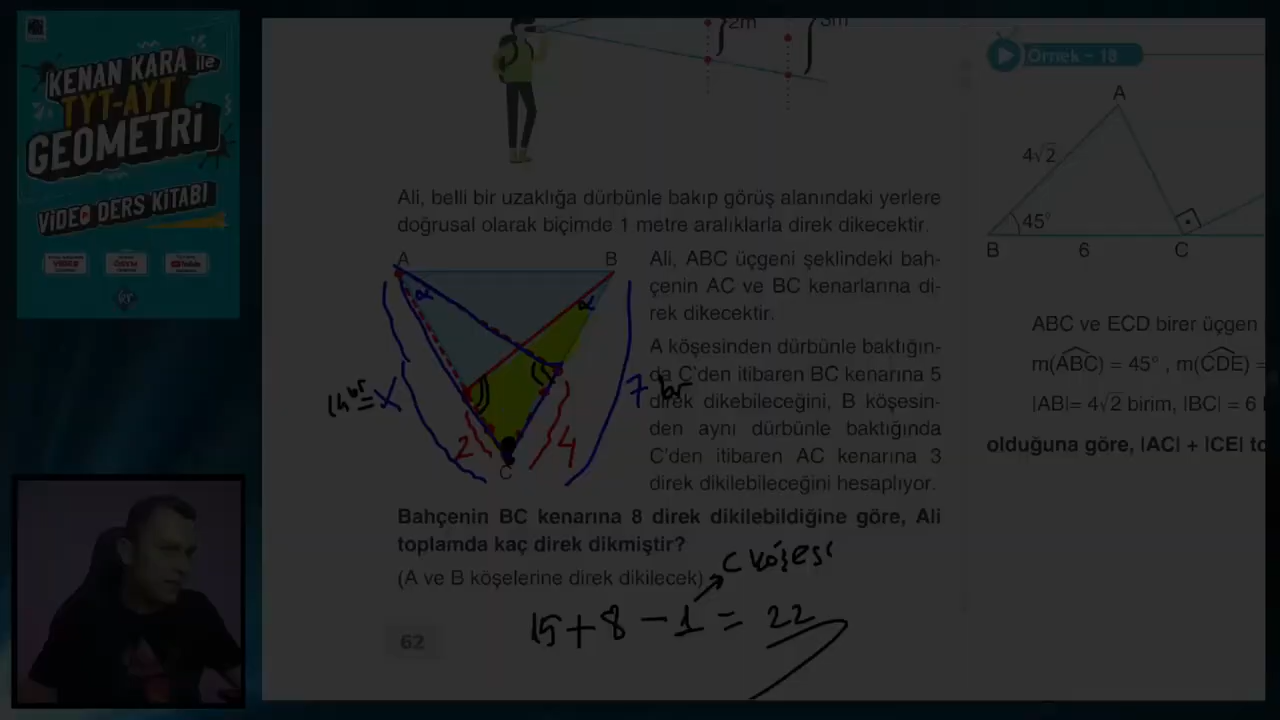 KENAN KARA ile
TYT-AYT
GEOMETRİ
VİDEO DERS KİTABI
2m
3m
Ali, belli bir uzaklığa dürbünle bakıp görüş alanındaki yerlere
doğrusal olarak biçimde 1 metre aralıklarla direk dikecektir.
A
B
α
α
14br = x
7 br
2
4
C
Ali, ABC üçgeni şeklindeki bah-
çenin AC ve BC kenarlarına di-
rek dikecektir.
A köşesinden dürbünle baktığın-
da C'den itibaren BC kenarına 5
direk dikebileceğini, B köşesin-
den aynı dürbünle baktığında
C'den itibaren AC kenarına 3
direk dikilebileceğini hesaplıyor.
Bahçenin BC kenarına 8 direk dikilebildiğine göre, Ali
toplamda kaç direk dikmiştir?
(A ve B köşelerine direk dikilecek)
C köşesi
15+8-1=22
62
Örnek - 18
A
4√2
45°
B
6
C
ABC ve ECD birer üçgen
m(ABC) = 45° , m(CDE) =
|AB|= 4√2 birim, |BC| = 6
olduğuna göre, |AC| + |CE| to